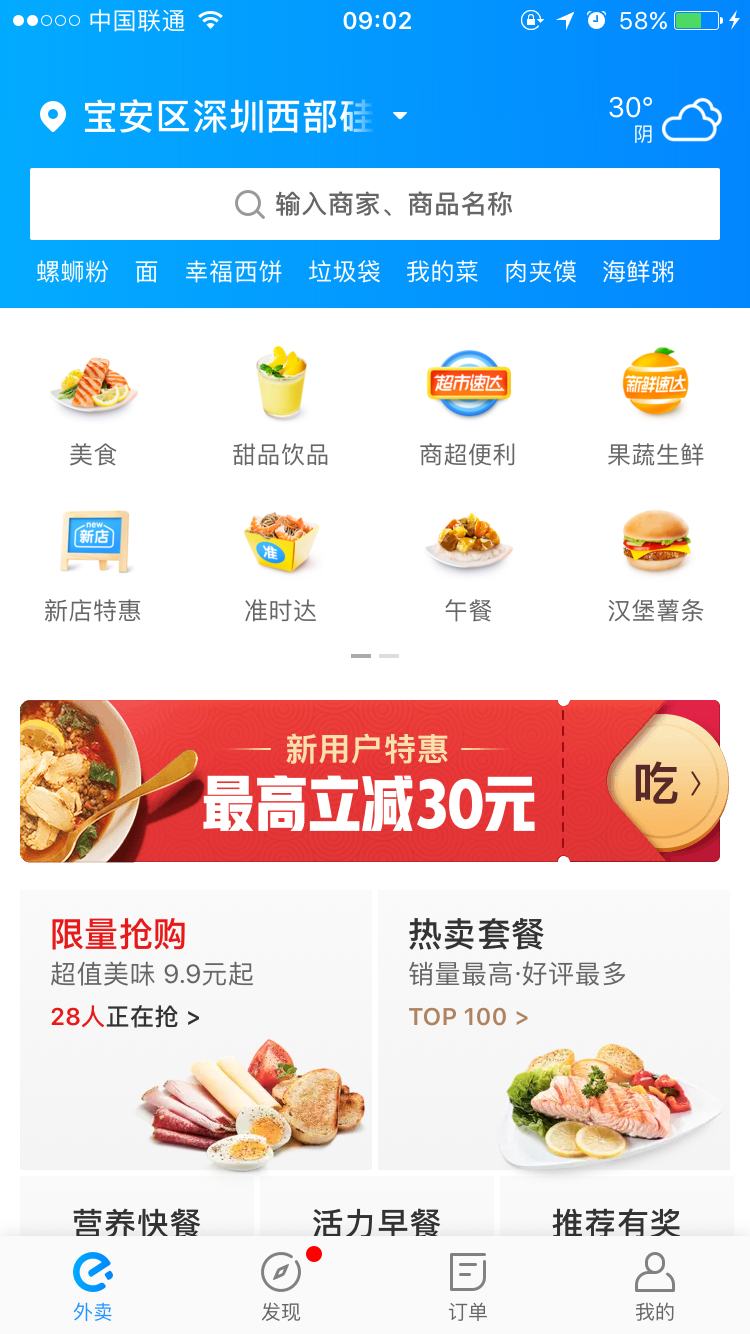 中国联通 09:02 58%
宝安区深圳西部硅
30°
阴
输入商家、商品名称
螺蛳粉 面 幸福西饼 垃圾袋 我的菜 肉夹馍 海鲜粥
超市速达 新鲜速达
美食 甜品饮品 商超便利 果蔬生鲜
new
新店
准
新店特惠 准时达 午餐 汉堡薯条
新用户特惠
最高立减30元
吃
限量抢购 热卖套餐
超值美味 9.9元起 销量最高·好评最多
28人正在抢 > TOP 100 >
营养快餐 活力早餐 推荐有奖
外卖 发现 订单 我的